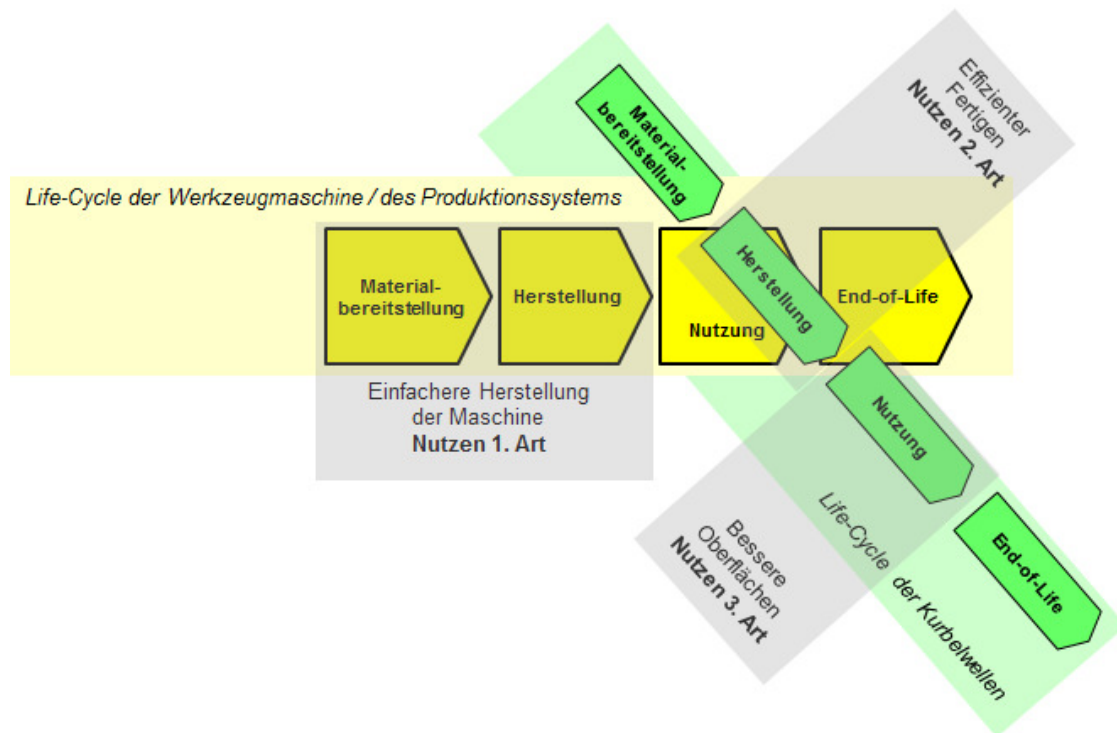 Effizienter
Fertigen
Nutzen 2. Art
Material-
bereitstellung
Life-Cycle der Werkzeugmaschine / des Produktionssystems
Material-
bereitstellung
Herstellung
Nutzung
Herstellung
End-of-Life
Einfachere Herstellung
der Maschine
Nutzen 1. Art
Nutzung
Bessere
Oberflächen
Nutzen 3. Art
Life-Cycle der Kurbelwellen
End-of-Life